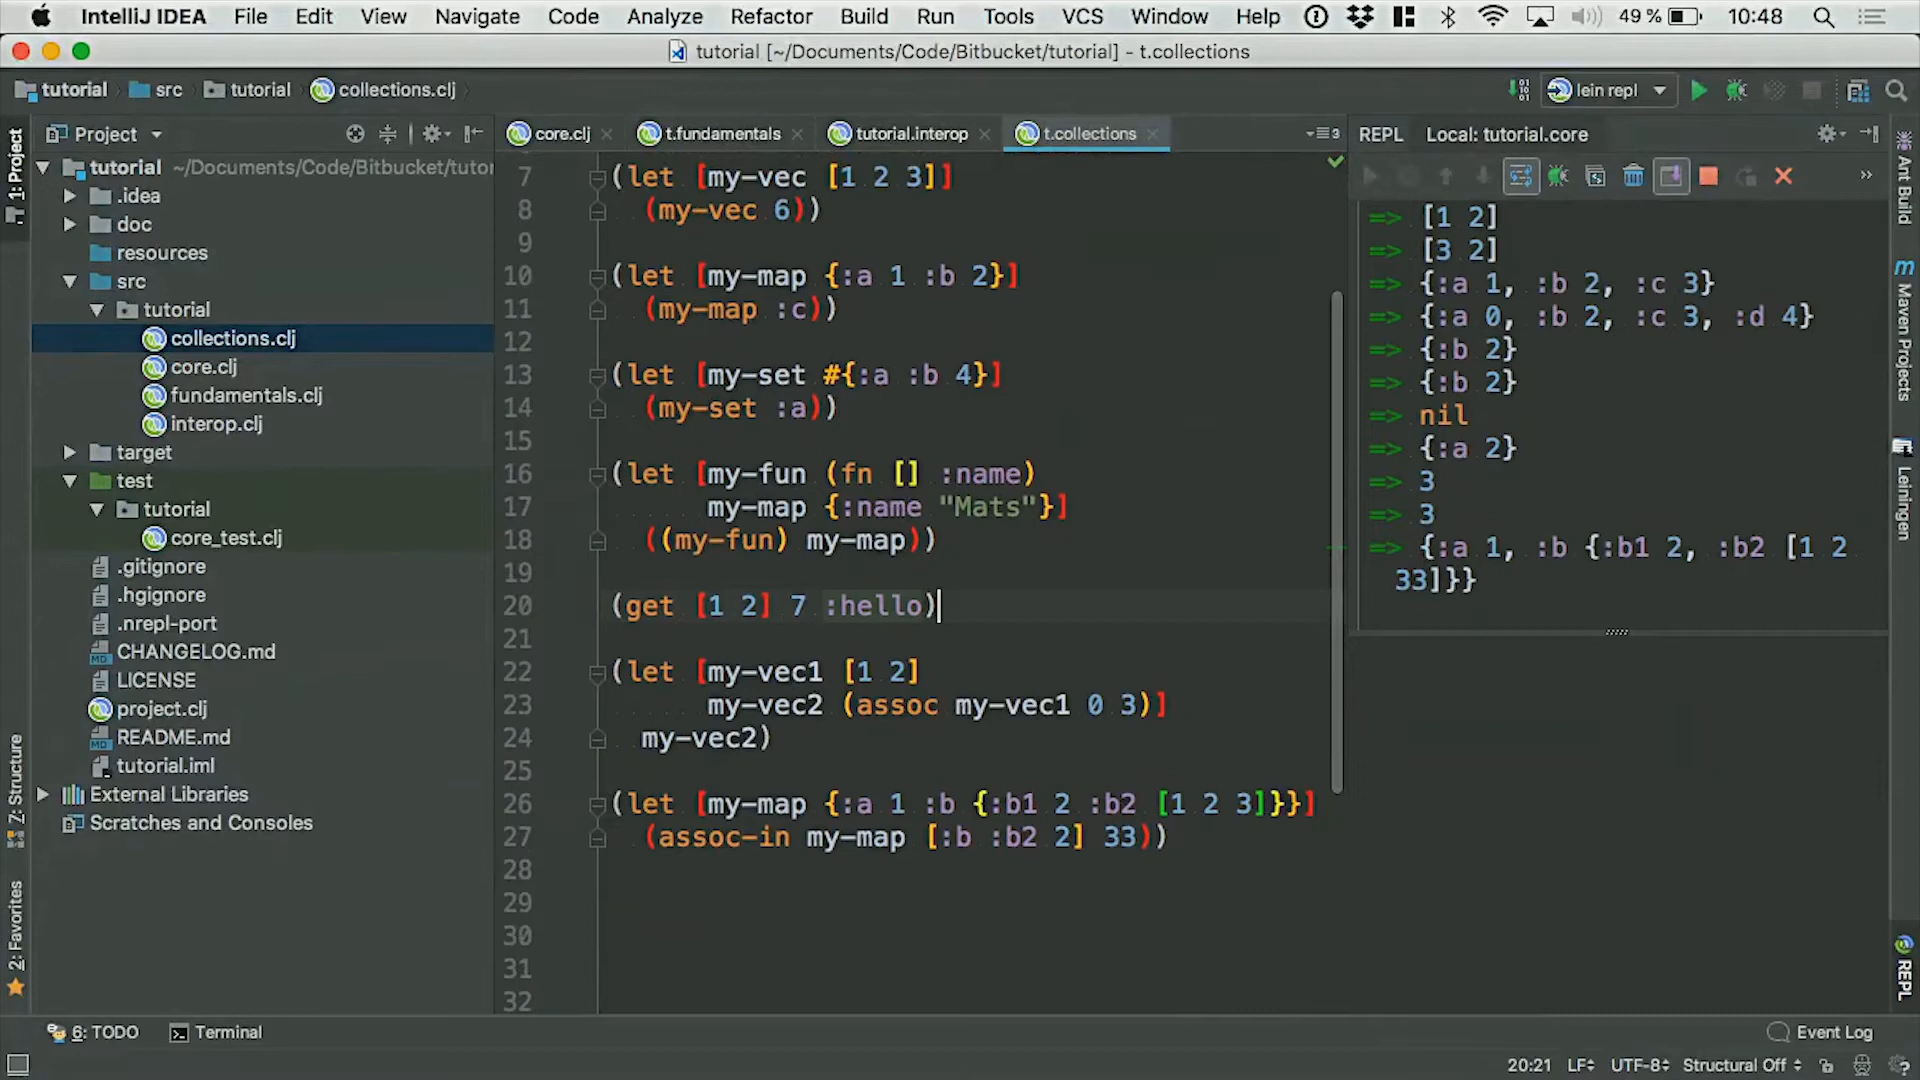 IntelliJ IDEA File Edit View Navigate Code Analyze Refactor Build Run Tools VCS Window Help 49 % 10:48
tutorial [~/Documents/Code/Bitbucket/tutorial] - t.collections
tutorial src tutorial collections.clj lein repl
1: Project
7: Structure
2: Favorites
Project
tutorial ~/Documents/Code/Bitbucket/tutor
.idea
doc
resources
src
tutorial
collections.clj
core.clj
fundamentals.clj
interop.clj
target
test
tutorial
core_test.clj
.gitignore
.hgignore
.nrepl-port
CHANGELOG.md
LICENSE
project.clj
README.md
tutorial.iml
External Libraries
Scratches and Consoles
core.clj t.fundamentals tutorial.interop t.collections 3
7 (let [my-vec [1 2 3]]
8 (my-vec 6))
9
10 (let [my-map {:a 1 :b 2}]
11 (my-map :c))
12
13 (let [my-set #{:a :b 4}]
14 (my-set :a))
15
16 (let [my-fun (fn [] :name)
17 my-map {:name "Mats"}]
18 ((my-fun) my-map))
19
20 (get [1 2] 7 :hello)
21
22 (let [my-vec1 [1 2]
23 my-vec2 (assoc my-vec1 0 3)]
24 my-vec2)
25
26 (let [my-map {:a 1 :b {:b1 2 :b2 [1 2 3]}}]
27 (assoc-in my-map [:b :b2 2] 33))
28
29
30
31
32
REPL Local: tutorial.core
=> [1 2]
=> [3 2]
=> {:a 1, :b 2, :c 3}
=> {:a 0, :b 2, :c 3, :d 4}
=> {:b 2}
=> {:b 2}
=> nil
=> {:a 2}
=> 3
=> 3
=> {:a 1, :b {:b1 2, :b2 [1 2
33]}}
Ant Build
Maven Projects
Leiningen
REPL
6: TODO Terminal Event Log
20:21 LF UTF-8 Structural Off